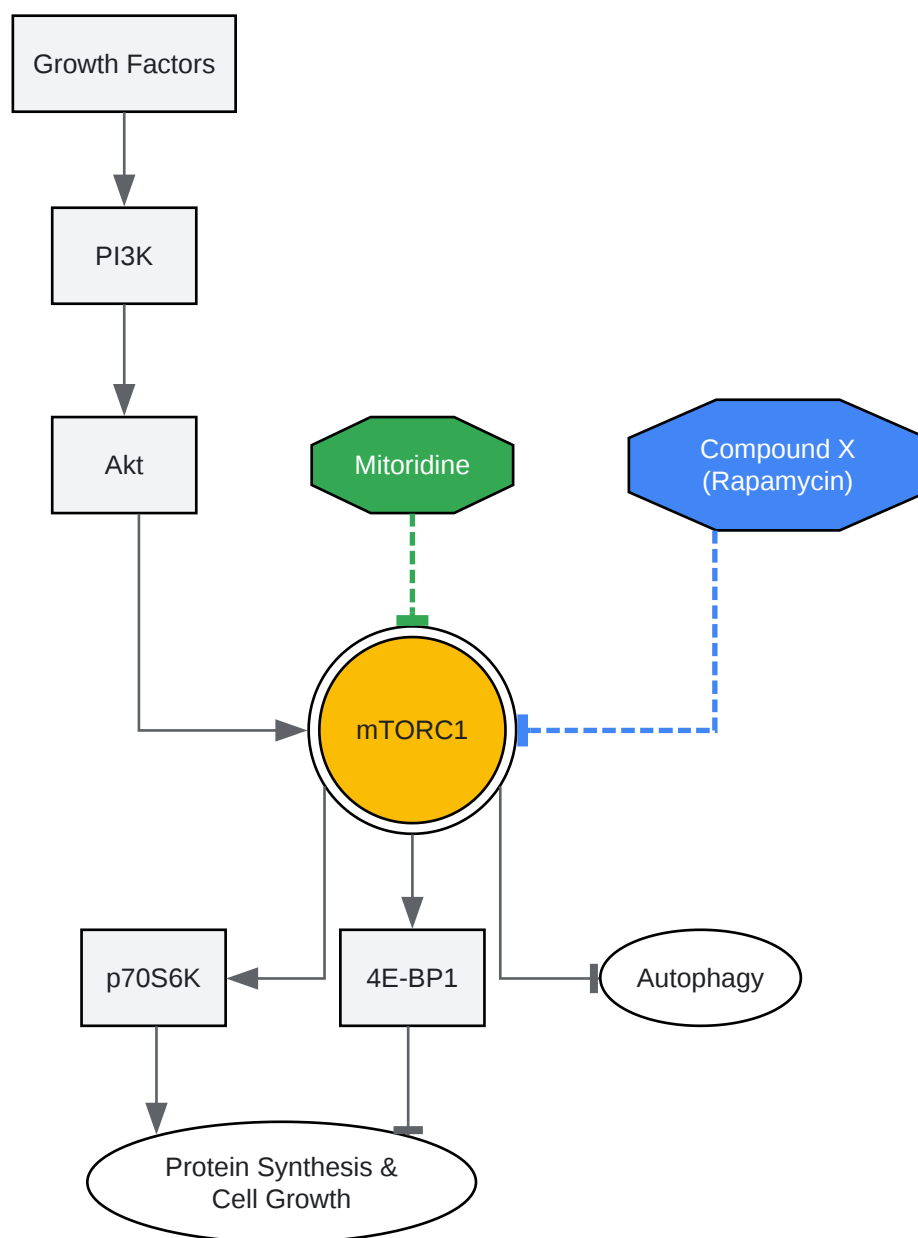 Growth Factors
PI3K
Akt
Mitoridine
Compound X
(Rapamycin)
mTORC1
p70S6K
4E-BP1
Autophagy
Protein Synthesis &
Cell Growth